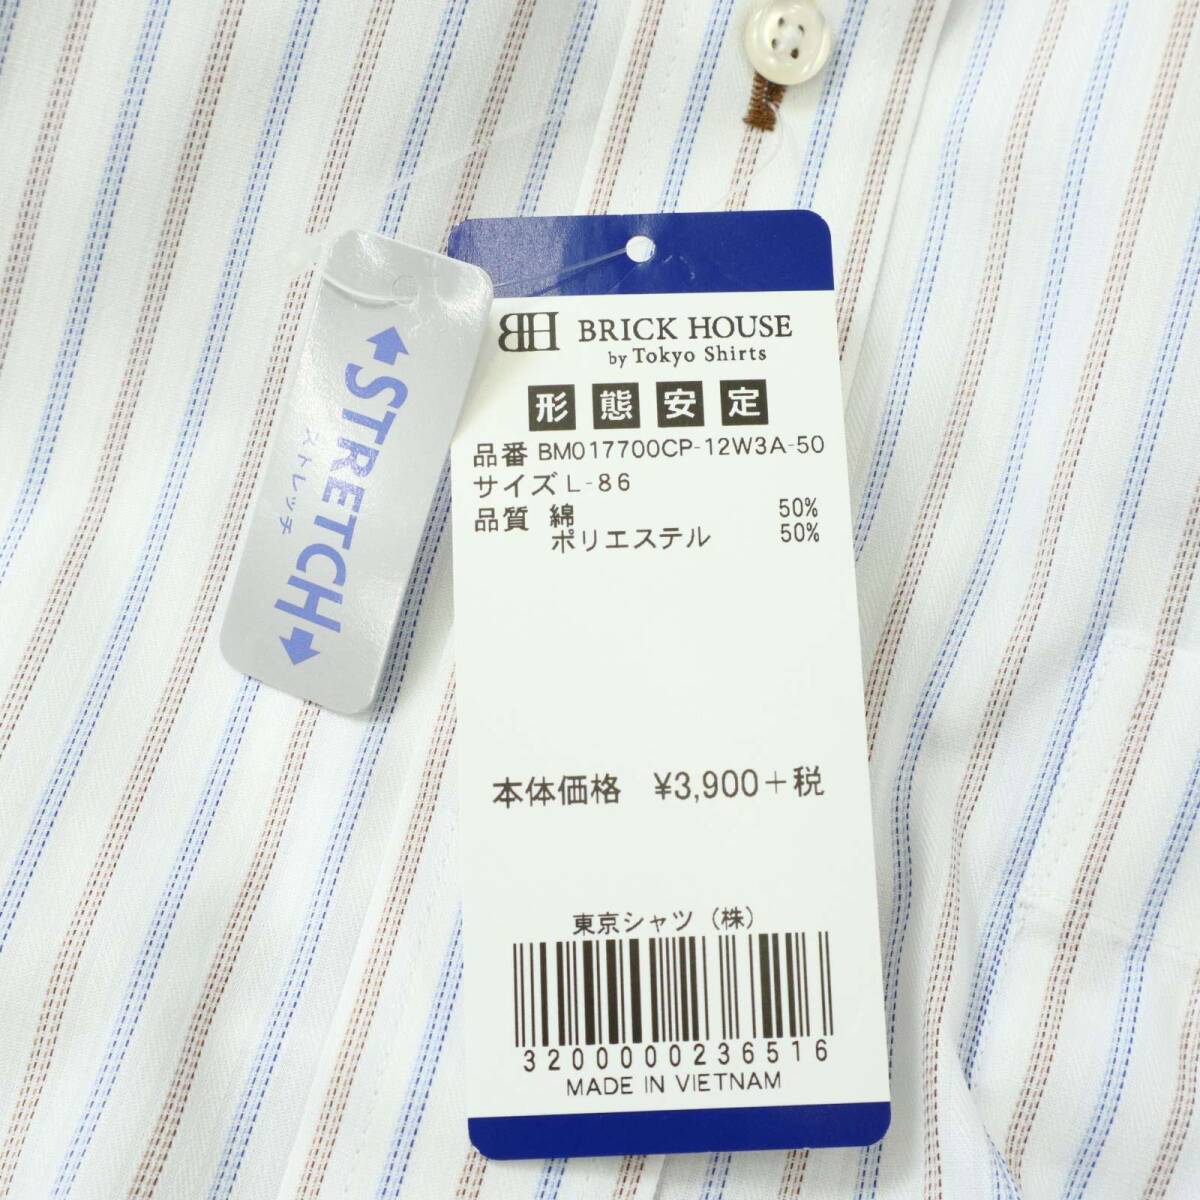 STRETCH
ストレッチ
BH BRICK HOUSE
by Tokyo Shirts
形態安定
品番 BM017700CP-12W3A-50
サイズ L-86
品質 綿 50%
ポリエステル 50%
本体価格 ¥3,900+税
東京シャツ(株)
3200000236516
MADE IN VIETNAM